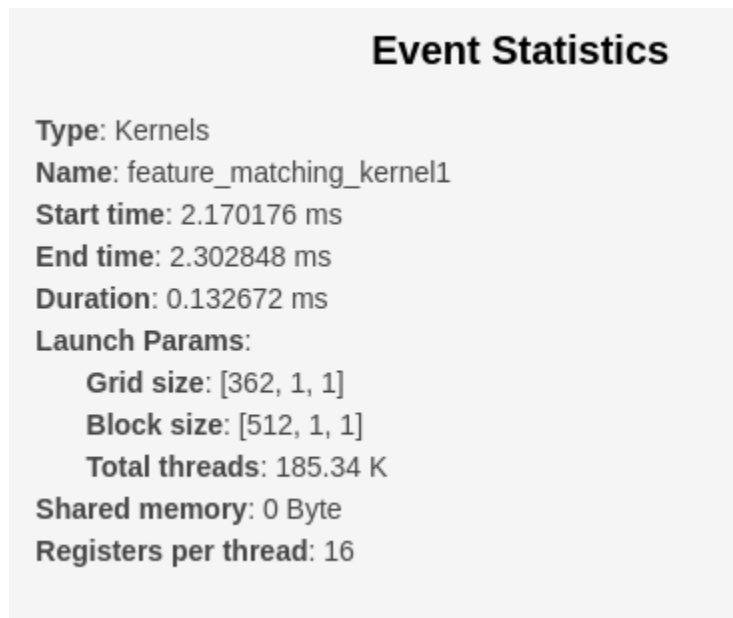 Event Statistics
Type: Kernels
Name: feature_matching_kernel1
Start time: 2.170176 ms
End time: 2.302848 ms
Duration: 0.132672 ms
Launch Params:
Grid size: [362, 1, 1]
Block size: [512, 1, 1]
Total threads: 185.34 K
Shared memory: 0 Byte
Registers per thread: 16